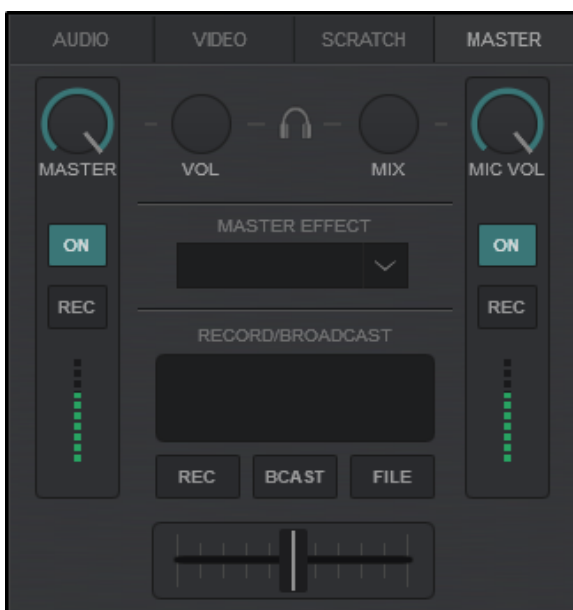 AUDIO VIDEO SCRATCH MASTER
MASTER VOL MIX MIC VOL
MASTER EFFECT
ON ON
REC REC
RECORD/BROADCAST
REC BCAST FILE